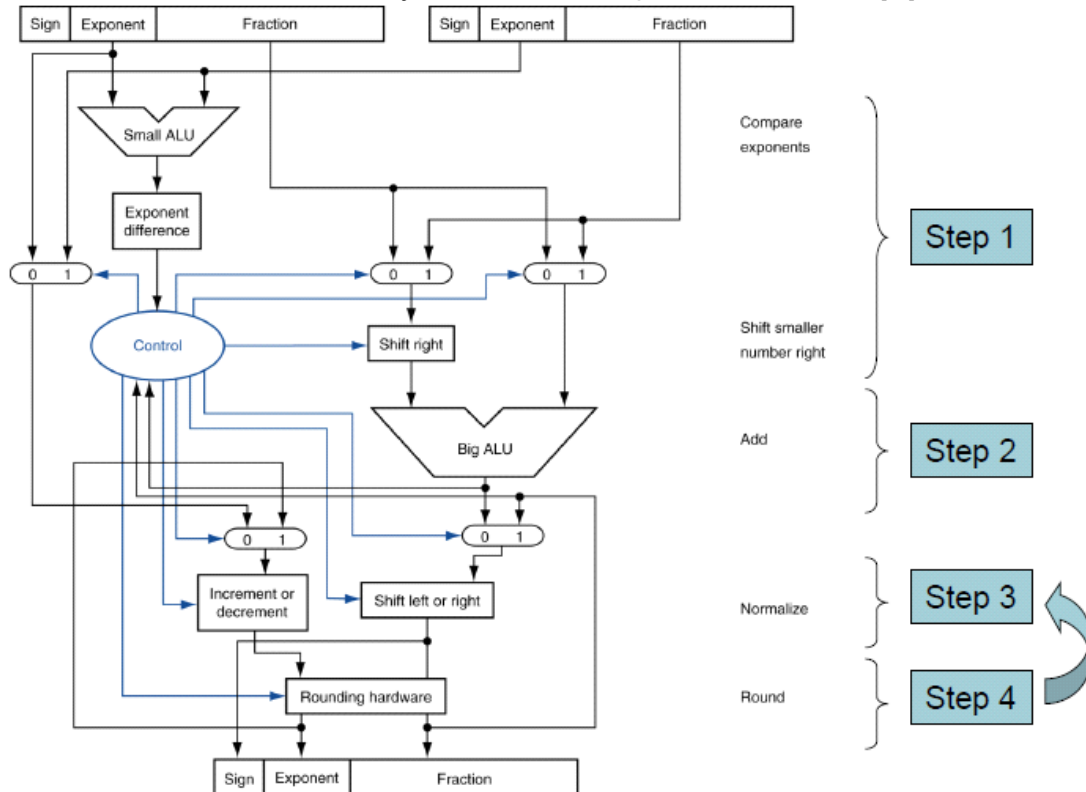 Sign Exponent Fraction
Sign Exponent Fraction
Small ALU
Compare
exponents
Exponent
difference
Step 1
0 1
0 1
0 1
Control
Shift right
Shift smaller
number right
Big ALU
Add
Step 2
0 1
0 1
Increment or
decrement
Shift left or right
Normalize
Step 3
Rounding hardware
Round
Step 4
Sign Exponent Fraction